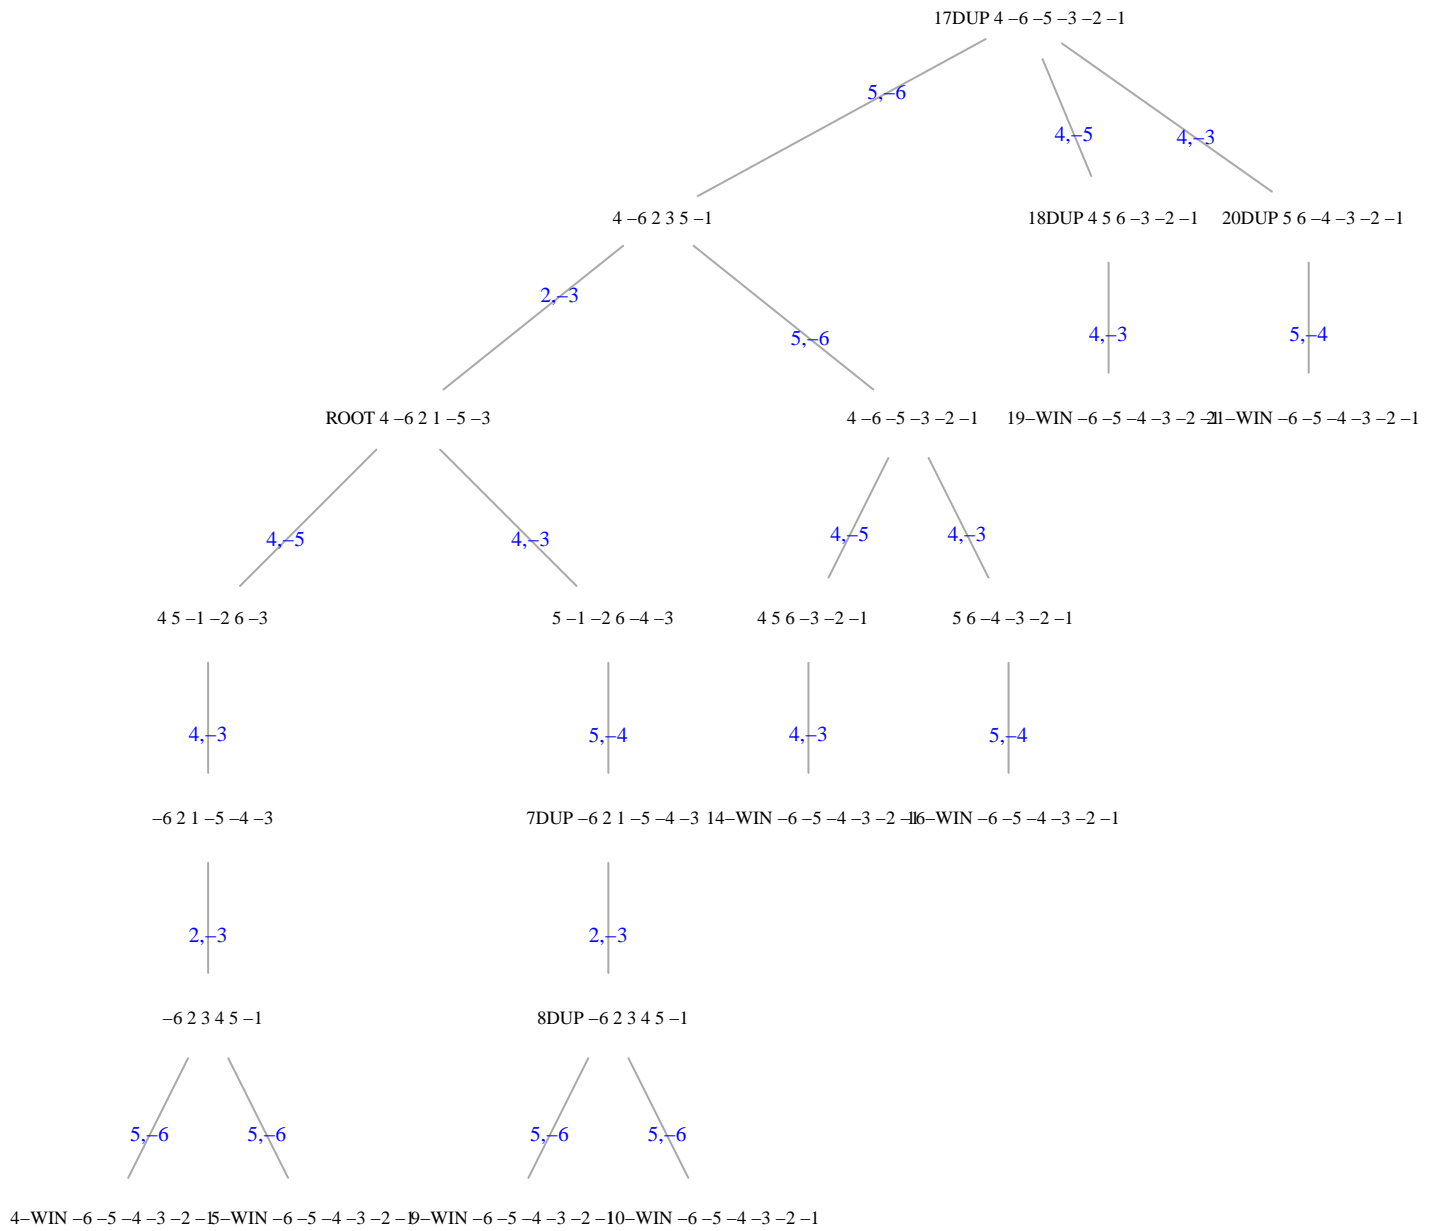 17DUP 4 –6 –5 –3 –2 –1
5,–6
4,–5
4,–3
4 –6 2 3 5 –1
18DUP 4 5 6 –3 –2 –1
20DUP 5 6 –4 –3 –2 –1
2,–3
5,–6
4,–3
5,–4
ROOT 4 –6 2 1 –5 –3
4 –6 –5 –3 –2 –1
19–WIN –6 –5 –4 –3 –2 –1
21–WIN –6 –5 –4 –3 –2 –1
4,–5
4,–3
4,–5
4,–3
4 5 –1 –2 6 –3
5 –1 –2 6 –4 –3
4 5 6 –3 –2 –1
5 6 –4 –3 –2 –1
4,–3
5,–4
4,–3
5,–4
–6 2 1 –5 –4 –3
7DUP –6 2 1 –5 –4 –3
14–WIN –6 –5 –4 –3 –2 –1
16–WIN –6 –5 –4 –3 –2 –1
2,–3
2,–3
–6 2 3 4 5 –1
8DUP –6 2 3 4 5 –1
5,–6
5,–6
5,–6
5,–6
4–WIN –6 –5 –4 –3 –2 –1
5–WIN –6 –5 –4 –3 –2 –1
9–WIN –6 –5 –4 –3 –2 –1
10–WIN –6 –5 –4 –3 –2 –1